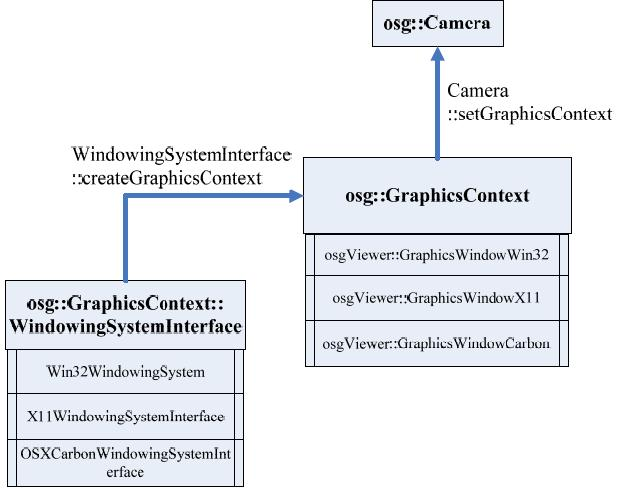 osg::Camera
Camera
::setGraphicsContext
WindowingSystemInterface
::createGraphicsContext
osg::GraphicsContext
osgViewer::GraphicsWindowWin32
osgViewer::GraphicsWindowX11
osgViewer::GraphicsWindowCarbon
osg::GraphicsContext::
WindowingSystemInterface
Win32WindowingSystem
X11WindowingSystemInterface
OSXCarbonWindowingSystemInt
erface